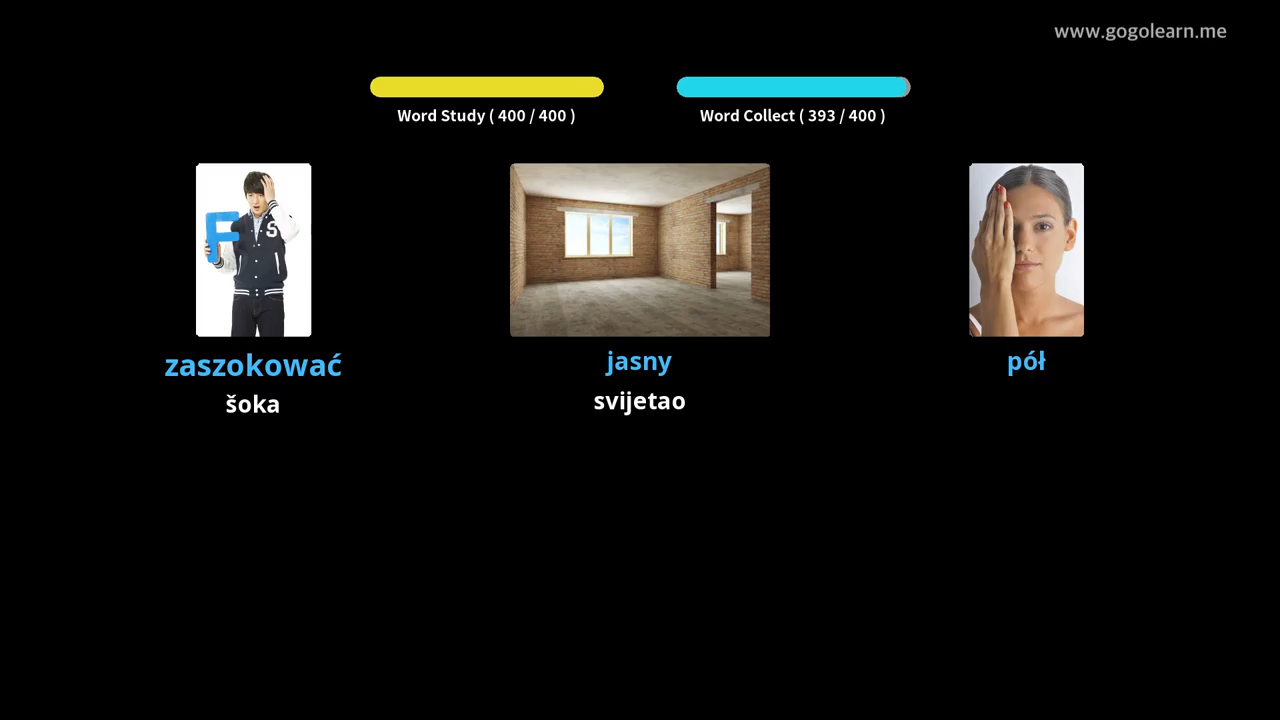 www.gogolearn.me
Word Study ( 400 / 400 )
Word Collect ( 393 / 400 )
F
S
zaszokować
jasny
pół
šoka
svijetao